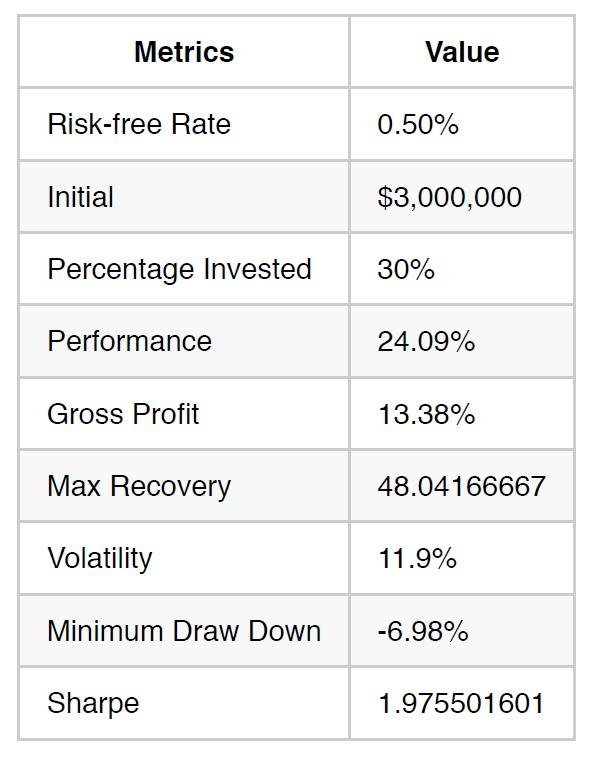 Metrics Value
Risk-free Rate 0.50%
Initial $3,000,000
Percentage Invested 30%
Performance 24.09%
Gross Profit 13.38%
Max Recovery 48.04166667
Volatility 11.9%
Minimum Draw Down -6.98%
Sharpe 1.975501601